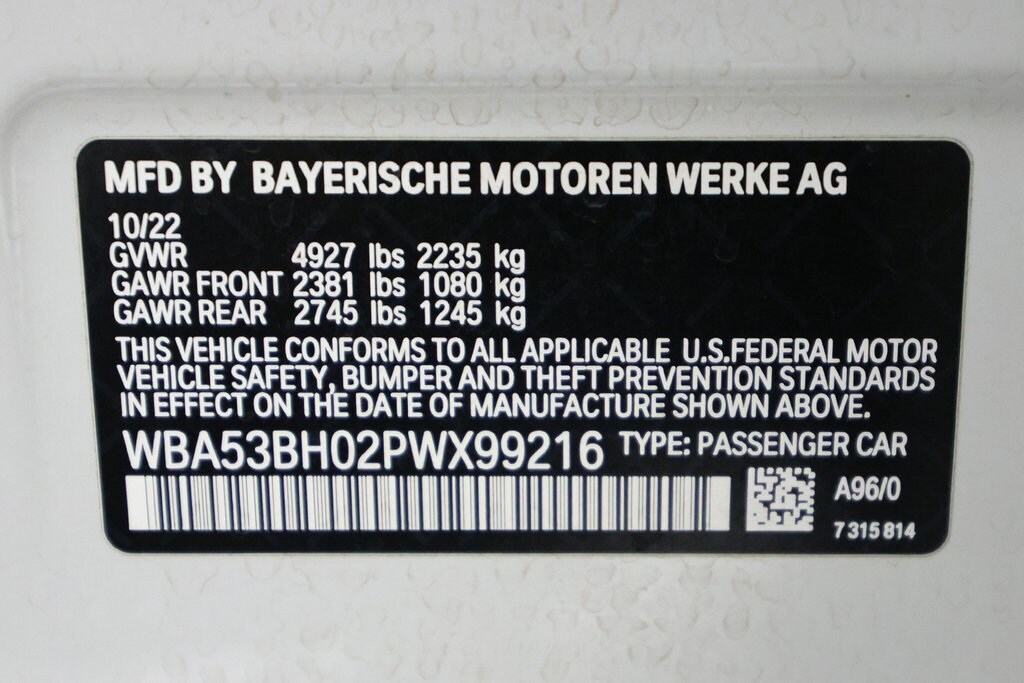 MFD BY BAYERISCHE MOTOREN WERKE AG
10/22
GVWR 4927 lbs 2235 kg
GAWR FRONT 2381 lbs 1080 kg
GAWR REAR 2745 lbs 1245 kg
THIS VEHICLE CONFORMS TO ALL APPLICABLE U.S.FEDERAL MOTOR
VEHICLE SAFETY, BUMPER AND THEFT PREVENTION STANDARDS
IN EFFECT ON THE DATE OF MANUFACTURE SHOWN ABOVE.
WBA53BH02PWX99216 TYPE: PASSENGER CAR
A96/0
7 315 814